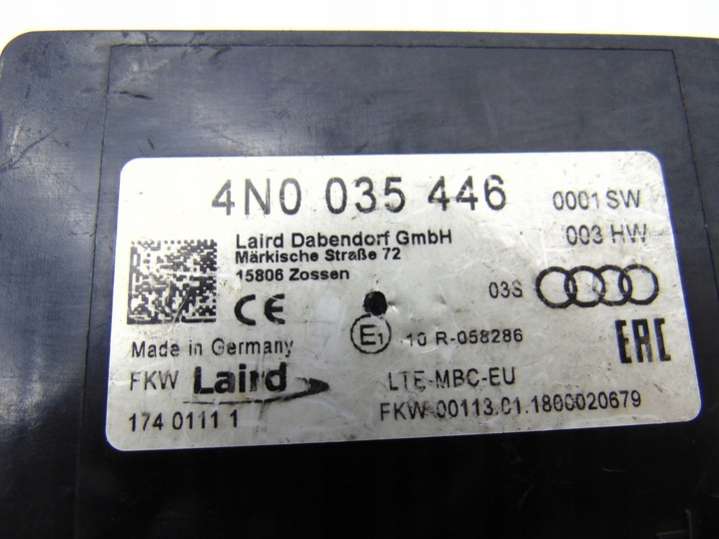 4N0 035 446 0001 SW
003 HW
Laird Dabendorf GmbH
Märkische Straße 72
15806 Zossen
03S
CE
E1 10 R-058286
EAC
Made in Germany
FKW Laird LTE-MBC-EU
174 0111 1 FKW-00113.01.1800020679